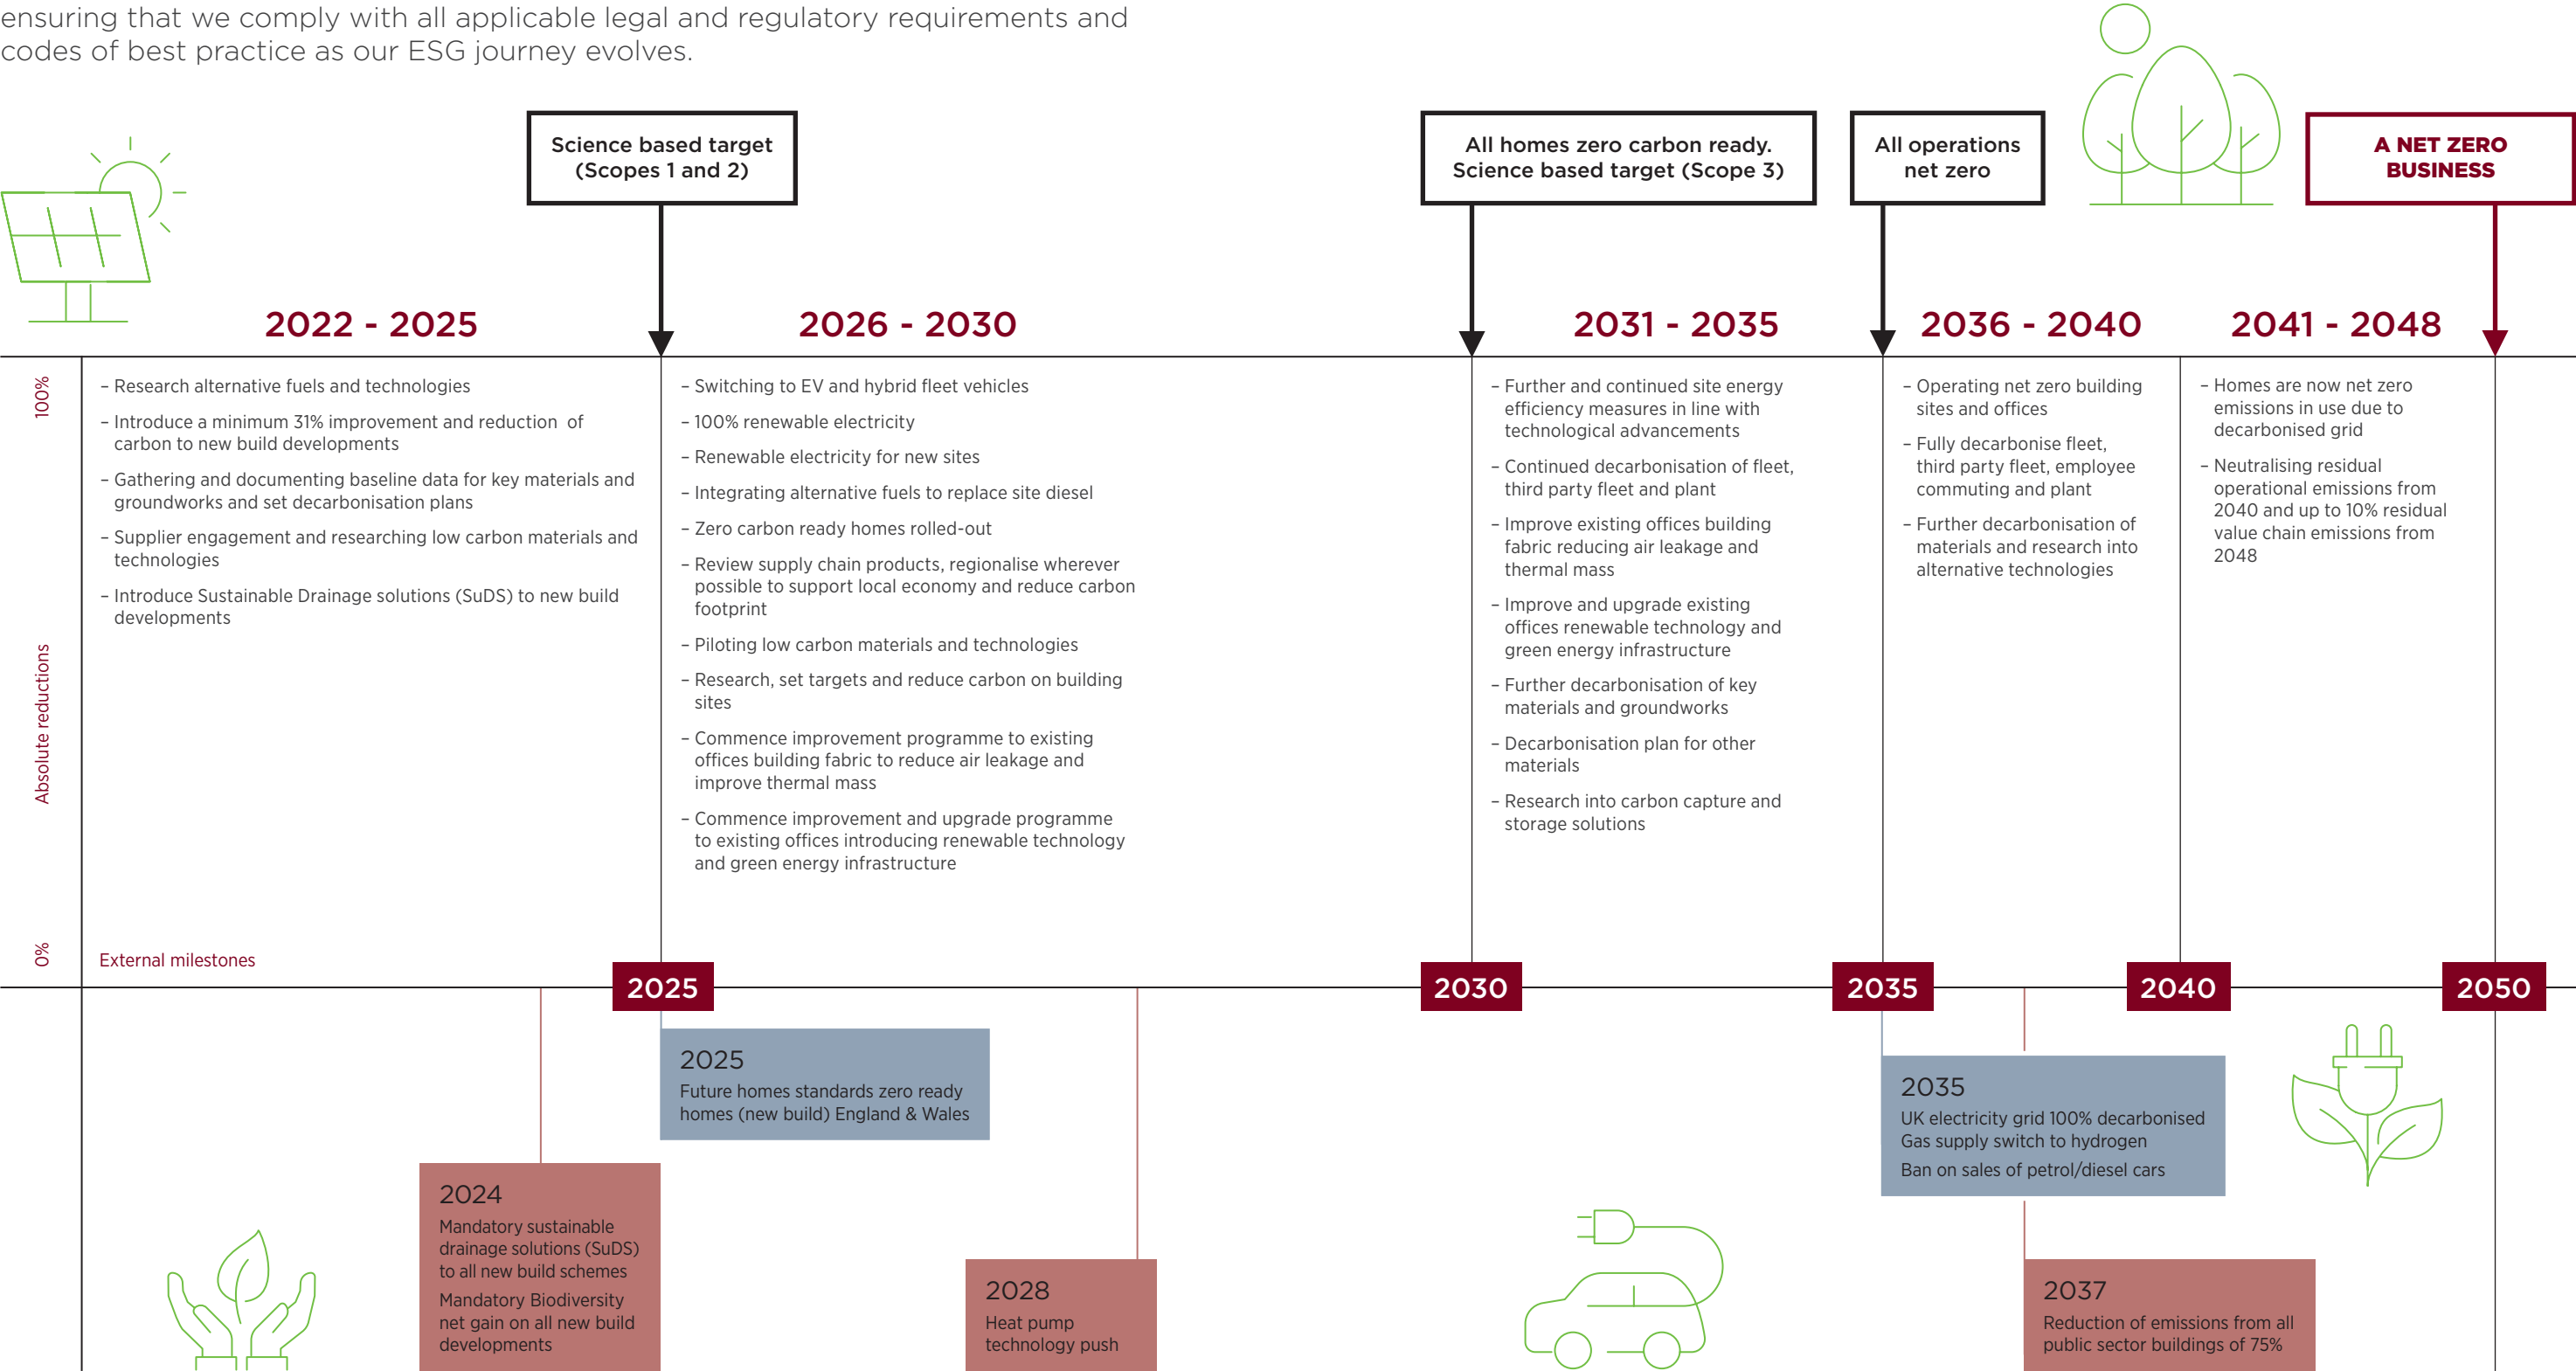 ensuring that we comply with all applicable legal and regulatory requirements and
codes of best practice as our ESG journey evolves.
Science based target
(Scopes 1 and 2)
All homes zero carbon ready.
Science based target (Scope 3)
All operations
net zero
A NET ZERO
BUSINESS
2022 - 2025
2026 - 2030
2031 - 2035
2036 - 2040
2041 - 2048
100%
Absolute reductions
0%
– Research alternative fuels and technologies
– Introduce a minimum 31% improvement and reduction of
carbon to new build developments
– Gathering and documenting baseline data for key materials and
groundworks and set decarbonisation plans
– Supplier engagement and researching low carbon materials and
technologies
– Introduce Sustainable Drainage solutions (SuDS) to new build
developments
– Switching to EV and hybrid fleet vehicles
– 100% renewable electricity
– Renewable electricity for new sites
– Integrating alternative fuels to replace site diesel
– Zero carbon ready homes rolled-out
– Review supply chain products, regionalise wherever
possible to support local economy and reduce carbon
footprint
– Piloting low carbon materials and technologies
– Research, set targets and reduce carbon on building
sites
– Commence improvement programme to existing
offices building fabric to reduce air leakage and
improve thermal mass
– Commence improvement and upgrade programme
to existing offices introducing renewable technology
and green energy infrastructure
– Further and continued site energy
efficiency measures in line with
technological advancements
– Continued decarbonisation of fleet,
third party fleet and plant
– Improve existing offices building
fabric reducing air leakage and
thermal mass
– Improve and upgrade existing
offices renewable technology and
green energy infrastructure
– Further decarbonisation of key
materials and groundworks
– Decarbonisation plan for other
materials
– Research into carbon capture and
storage solutions
– Operating net zero building
sites and offices
– Fully decarbonise fleet,
third party fleet, employee
commuting and plant
– Further decarbonisation of
materials and research into
alternative technologies
– Homes are now net zero
emissions in use due to
decarbonised grid
– Neutralising residual
operational emissions from
2040 and up to 10% residual
value chain emissions from
2048
External milestones
2025
2030
2035
2040
2050
2025
Future homes standards zero ready
homes (new build) England & Wales
2024
Mandatory sustainable
drainage solutions (SuDS)
to all new build schemes
Mandatory Biodiversity
net gain on all new build
developments
2028
Heat pump
technology push
2035
UK electricity grid 100% decarbonised
Gas supply switch to hydrogen
Ban on sales of petrol/diesel cars
2037
Reduction of emissions from all
public sector buildings of 75%